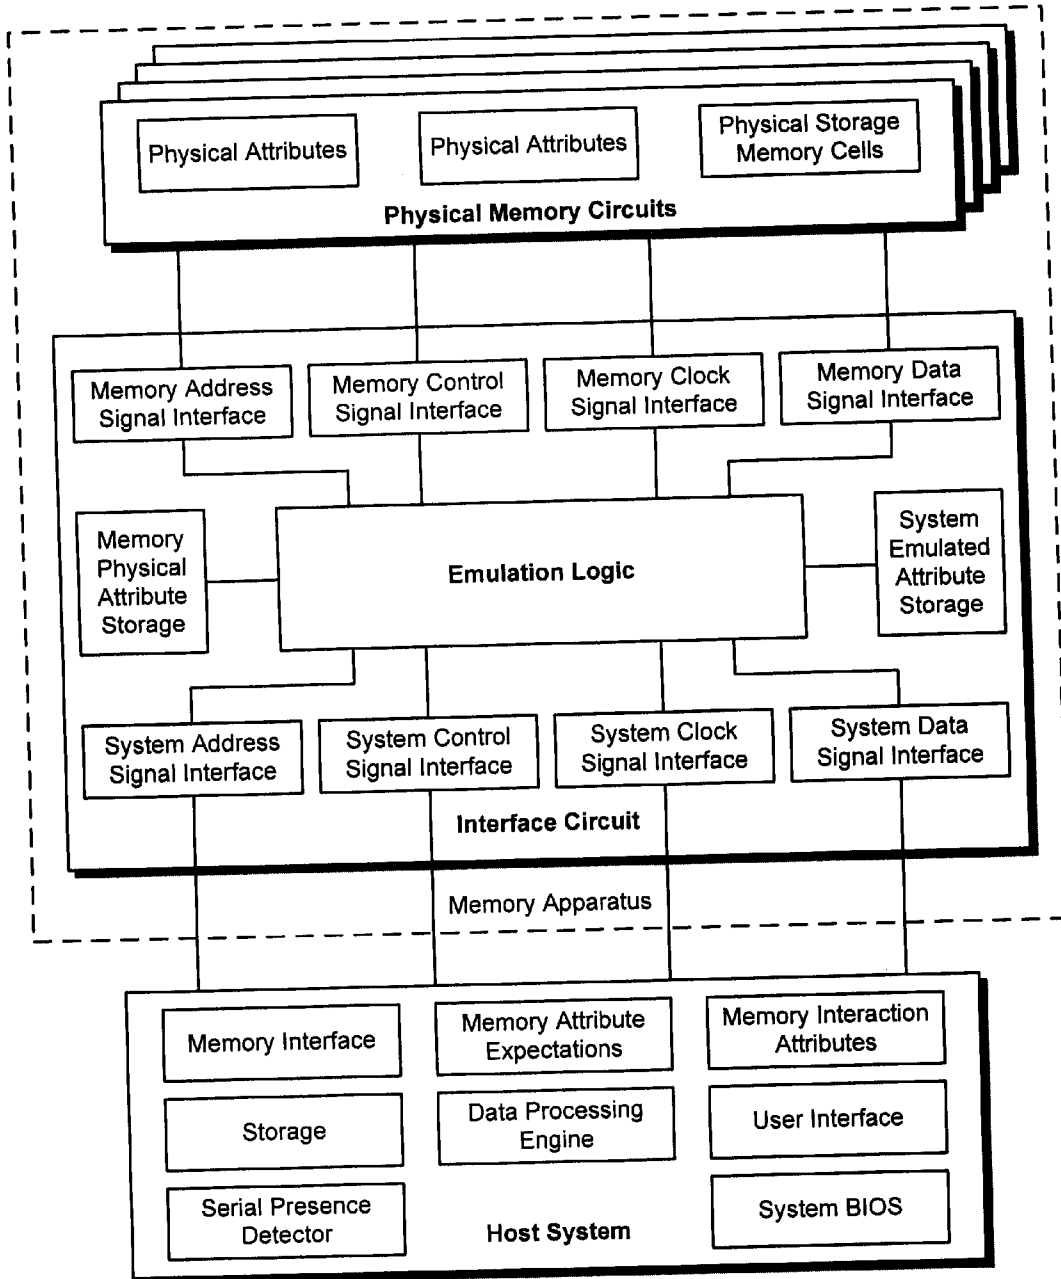 Physical Attributes
Physical Attributes
Physical Storage
Memory Cells
Physical Memory Circuits
Memory Address
Signal Interface
Memory Control
Signal Interface
Memory Clock
Signal Interface
Memory Data
Signal Interface
Memory
Physical
Attribute
Storage
Emulation Logic
System
Emulated
Attribute
Storage
System Address
Signal Interface
System Control
Signal Interface
System Clock
Signal Interface
System Data
Signal Interface
Interface Circuit
Memory Apparatus
Memory Interface
Memory Attribute
Expectations
Memory Interaction
Attributes
Storage
Data Processing
Engine
User Interface
Serial Presence
Detector
Host System
System BIOS